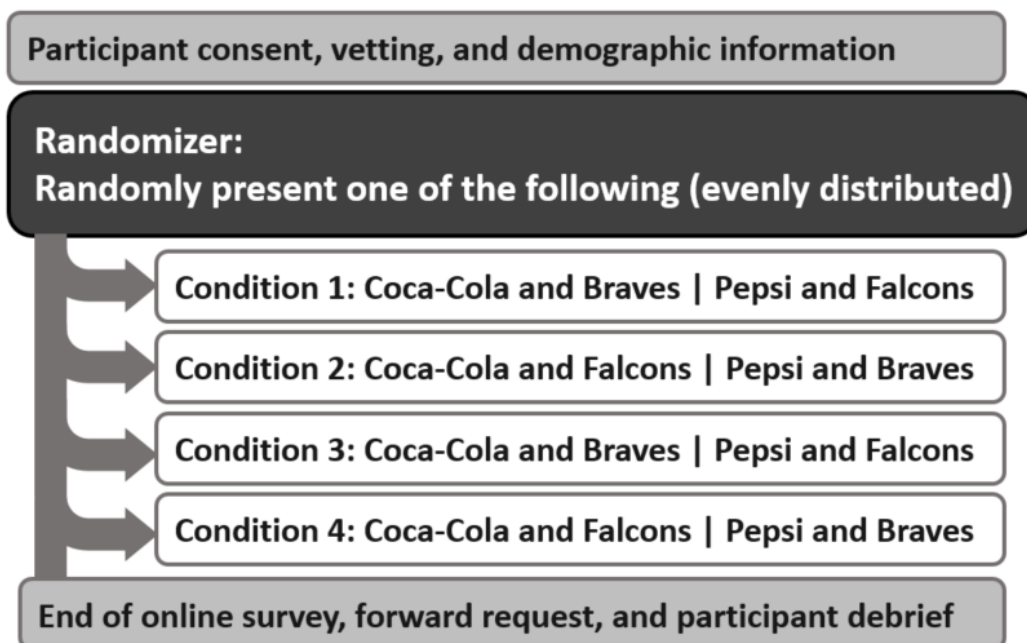 Participant consent, vetting, and demographic information
Randomizer:
Randomly present one of the following (evenly distributed)
Condition 1: Coca-Cola and Braves | Pepsi and Falcons
Condition 2: Coca-Cola and Falcons | Pepsi and Braves
Condition 3: Coca-Cola and Braves | Pepsi and Falcons
Condition 4: Coca-Cola and Falcons | Pepsi and Braves
End of online survey, forward request, and participant debrief